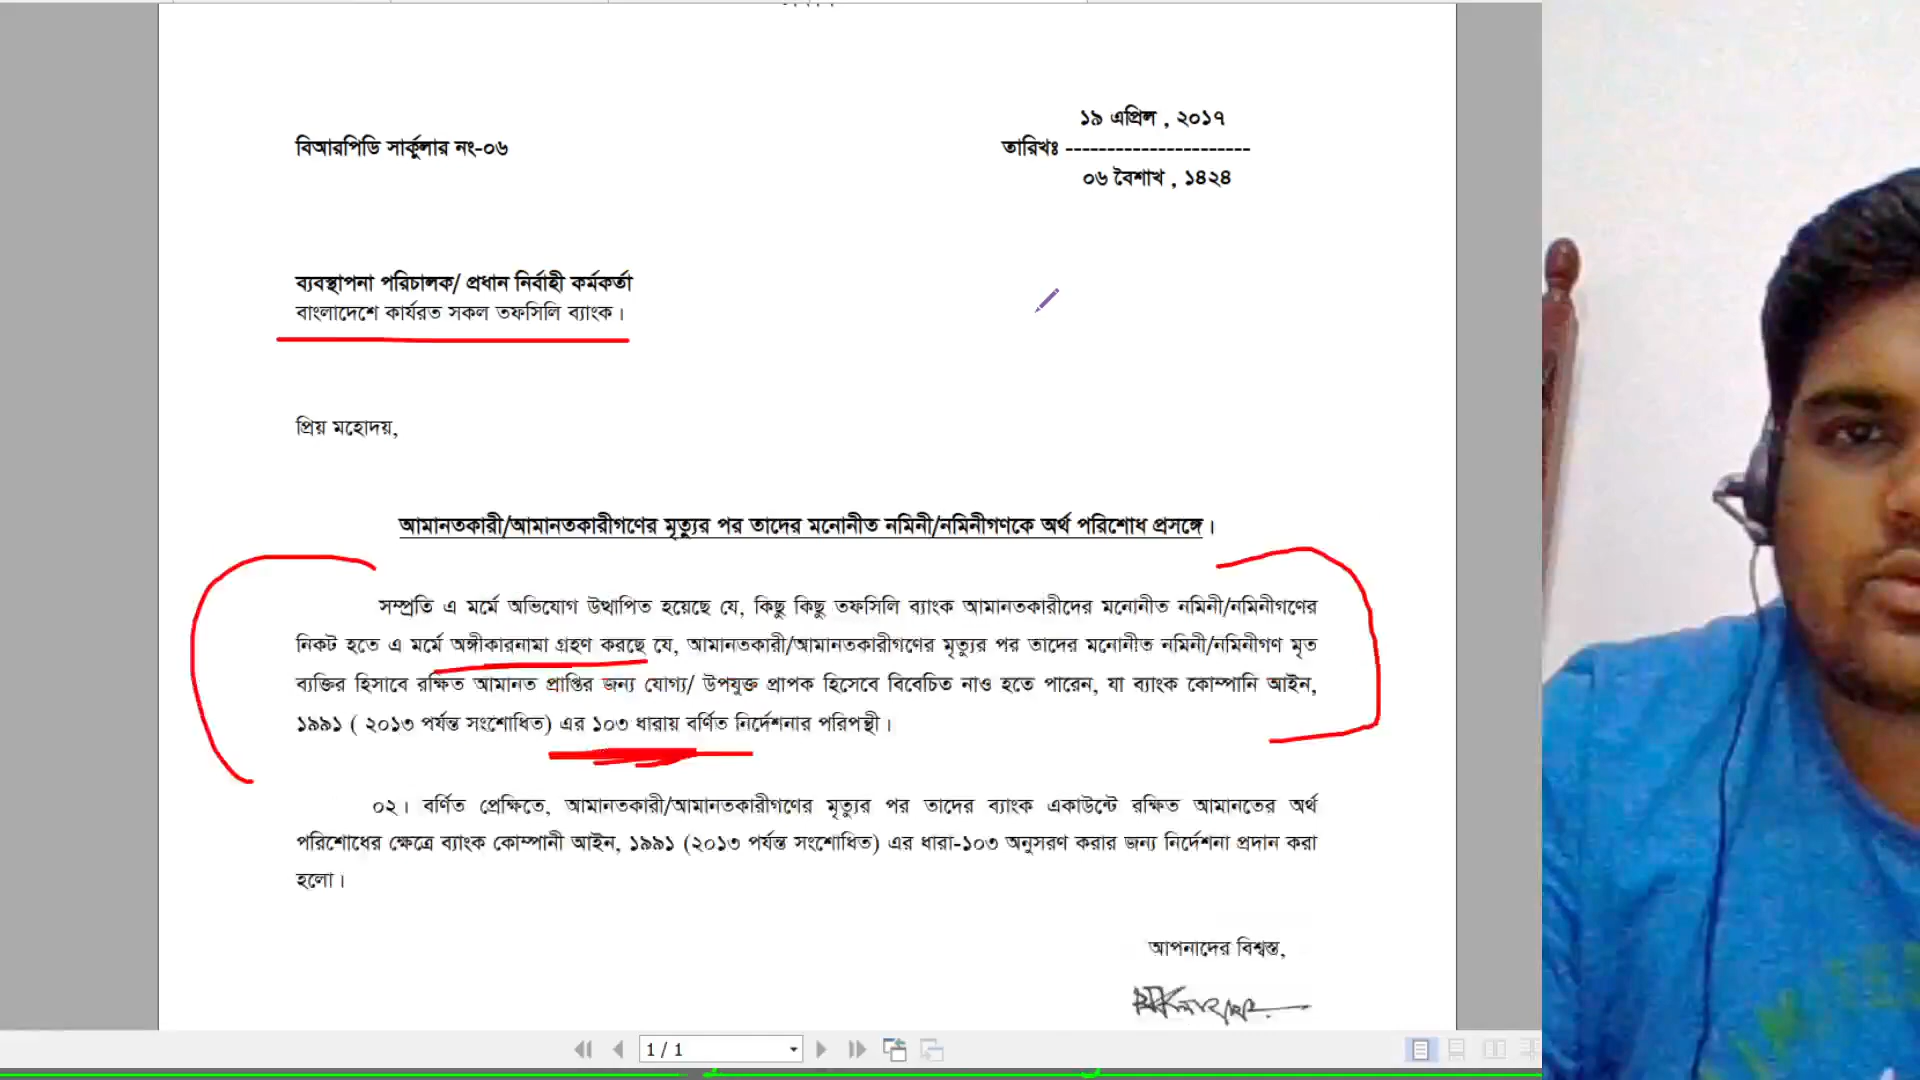 ১৯ এপ্রিল , ২০১৭
বিআরপিডি সার্কুলার নং-০৬
তারিখঃ -----------------------
০৬ বৈশাখ , ১৪২৪
ব্যবস্থাপনা পরিচালক/ প্রধান নির্বাহী কর্মকর্তা
বাংলাদেশে কার্যরত সকল তফসিলি ব্যাংক।
প্রিয় মহোদয়,
আমানতকারী/আমানতকারীগণের মৃত্যুর পর তাদের মনোনীত নমিনী/নমিনীগণকে অর্থ পরিশোধ প্রসঙ্গে।
সম্প্রতি এ মর্মে অভিযোগ উত্থাপিত হয়েছে যে, কিছু কিছু তফসিলি ব্যাংক আমানতকারীদের মনোনীত নমিনী/নমিনীগণের
নিকট হতে এ মর্মে অঙ্গীকারনামা গ্রহণ করছে যে, আমানতকারী/আমানতকারীগণের মৃত্যুর পর তাদের মনোনীত নমিনী/নমিনীগণ মৃত
ব্যক্তির হিসাবে রক্ষিত আমানত প্রাপ্তির জন্য যোগ্য/ উপযুক্ত প্রাপক হিসেবে বিবেচিত নাও হতে পারেন, যা ব্যাংক কোম্পানি আইন,
১৯৯১ ( ২০১৩ পর্যন্ত সংশোধিত) এর ১০৩ ধারায় বর্ণিত নির্দেশনার পরিপন্থী।
০২। বর্ণিত প্রেক্ষিতে, আমানতকারী/আমানতকারীগণের মৃত্যুর পর তাদের ব্যাংক একাউন্টে রক্ষিত আমানতের অর্থ
পরিশোধের ক্ষেত্রে ব্যাংক কোম্পানী আইন, ১৯৯১ (২০১৩ পর্যন্ত সংশোধিত) এর ধারা-১০৩ অনুসরণ করার জন্য নির্দেশনা প্রদান করা
হলো।
আপনাদের বিশ্বস্ত,
1 / 1